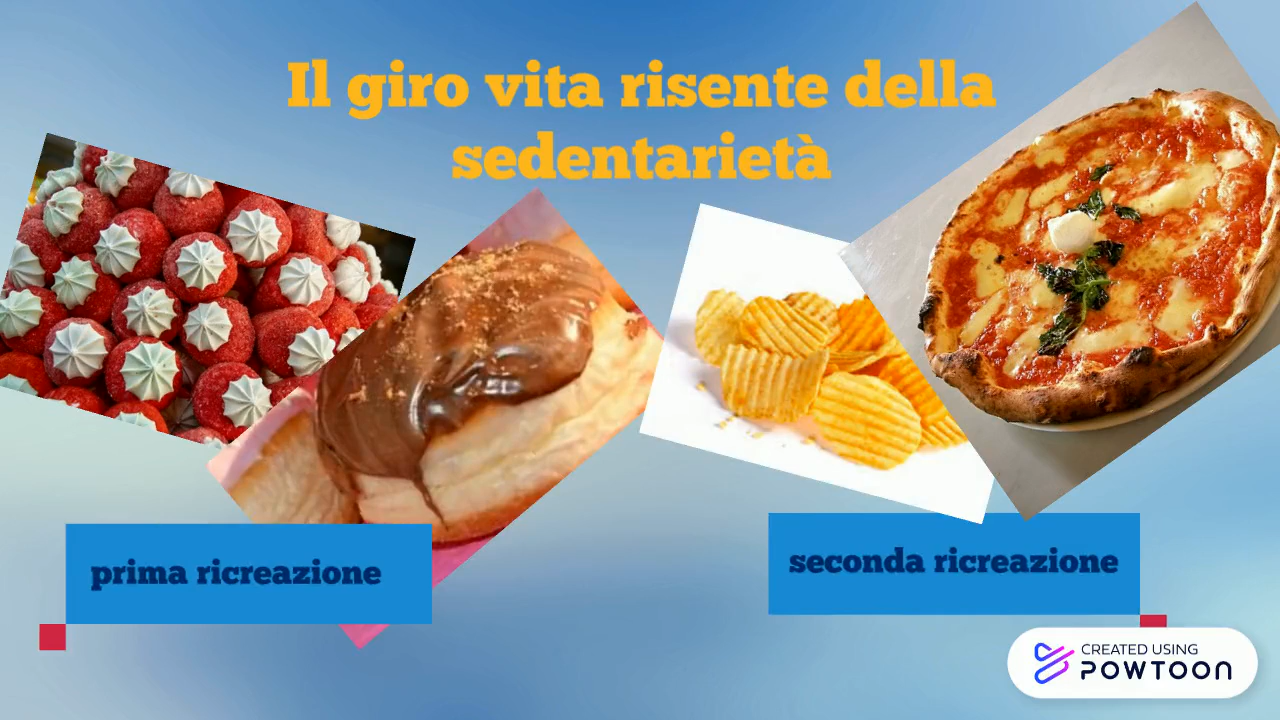 Il giro vita risente della
sedentarietà
prima ricreazione
seconda ricreazione
CREATED USING
POWTOON